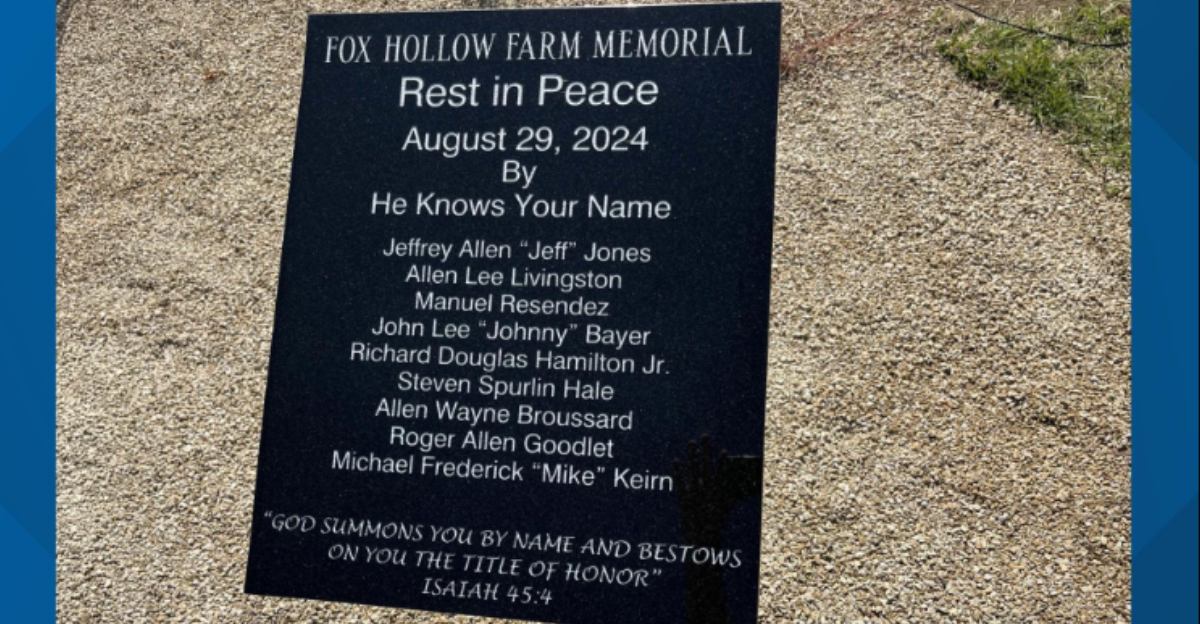 FOX HOLLOW FARM MEMORIAL
Rest in Peace
August 29, 2024
By
He Knows Your Name
Jeffrey Allen “Jeff” Jones
Allen Lee Livingston
Manuel Resendez
John Lee “Johnny” Bayer
Richard Douglas Hamilton Jr.
Steven Spurlin Hale
Allen Wayne Broussard
Roger Allen Goodlet
Michael Frederick “Mike” Keirn
“GOD SUMMONS YOU BY NAME AND BESTOWS
ON YOU THE TITLE OF HONOR”
ISAIAH 45:4